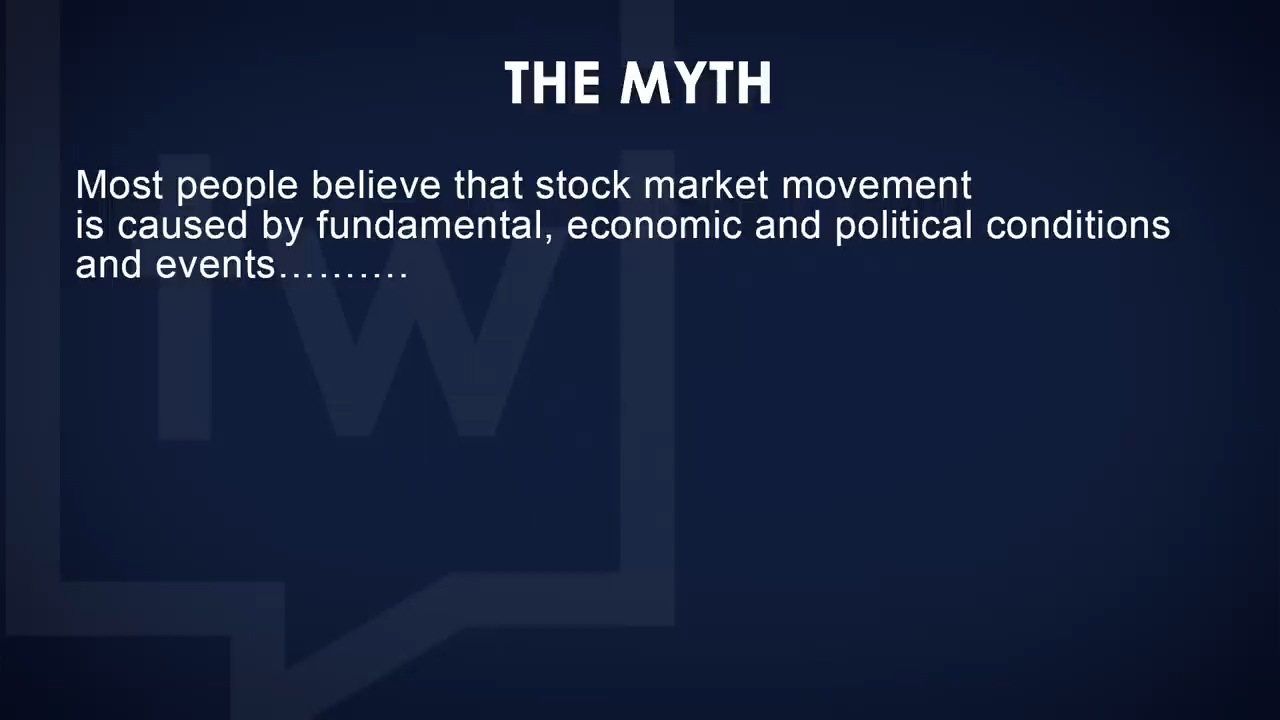 THE MYTH
Most people believe that stock market movement
is caused by fundamental, economic and political conditions
and events..........
IW